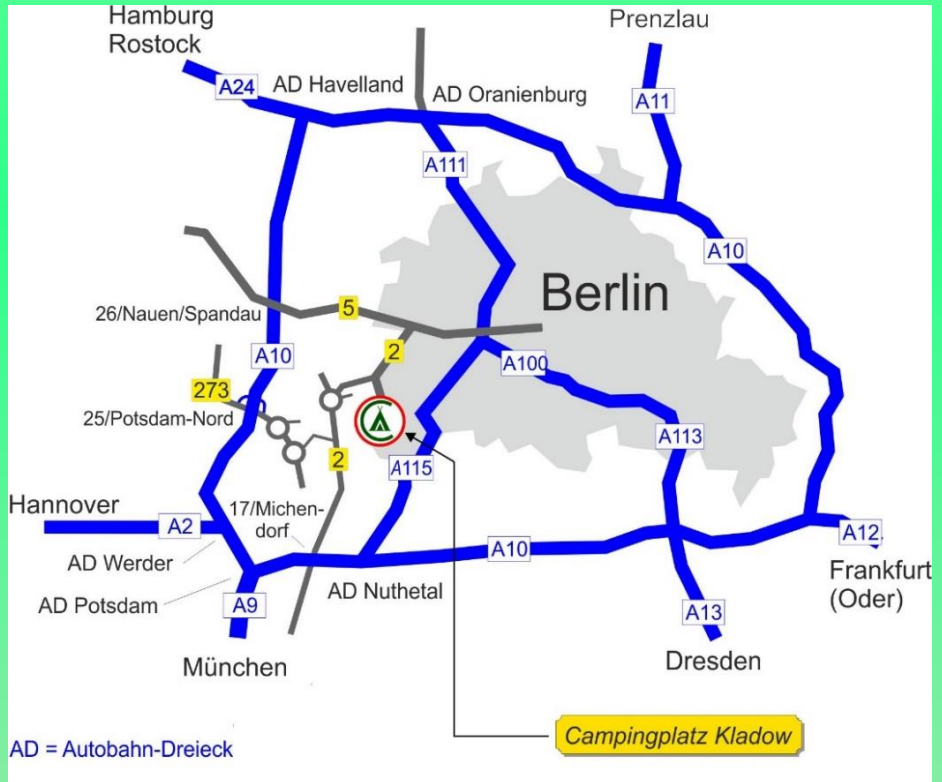 Hamburg
Rostock
Prenzlau
A24
AD Havelland
AD Oranienburg
A11
A111
A10
Berlin
26/Nauen/Spandau
5
2
A10
A100
273
25/Potsdam-Nord
A113
2
A115
Hannover
17/Michen-
dorf
A2
A10
A12
AD Werder
Frankfurt
(Oder)
AD Potsdam
A9
AD Nuthetal
A13
München
Dresden
Campingplatz Kladow
AD = Autobahn-Dreieck